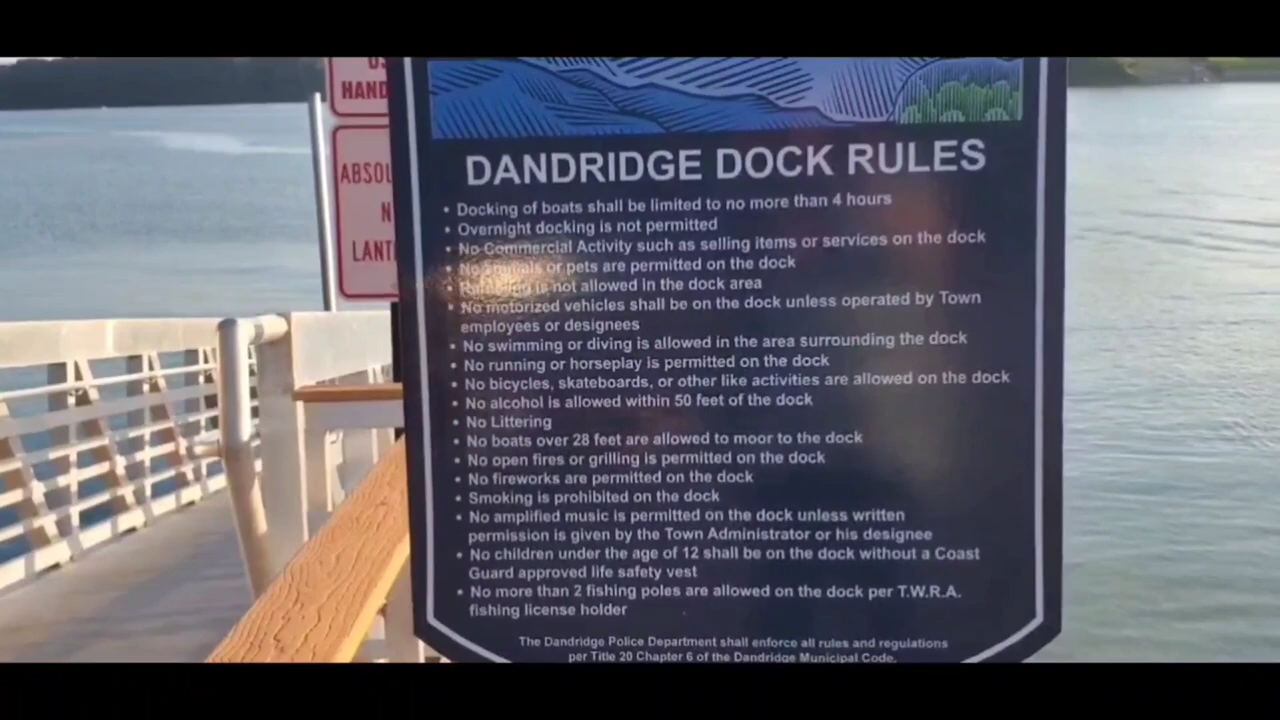 HAND
DANDRIDGE DOCK RULES
• Docking of boats shall be limited to no more than 4 hours
• Overnight docking is not permitted
• No Commercial Activity such as selling items or services on the dock
• No animals or pets are permitted on the dock
• is not allowed in the dock area
• No motorized vehicles shall be on the dock unless operated by Town
employees or designees
• No swimming or diving is allowed in the area surrounding the dock
• No running or horseplay is permitted on the dock
• No bicycles, skateboards, or other like activities are allowed on the dock
• No alcohol is allowed within 50 feet of the dock
• No Littering
• No boats over 28 feet are allowed to moor to the dock
• No open fires or grilling is permitted on the dock
• No fireworks are permitted on the dock
• Smoking is prohibited on the dock
• No amplified music is permitted on the dock unless written
permission is given by the Town Administrator or his designee
• No children under the age of 12 shall be on the dock without a Coast
Guard approved life safety vest
• No more than 2 fishing poles are allowed on the dock per T.W.R.A.
fishing license holder
The Dandridge Police Department shall enforce all rules and regulations
per Title 20 Chapter 6 of the Dandridge Municipal Code.
ABSOL
N
LANT